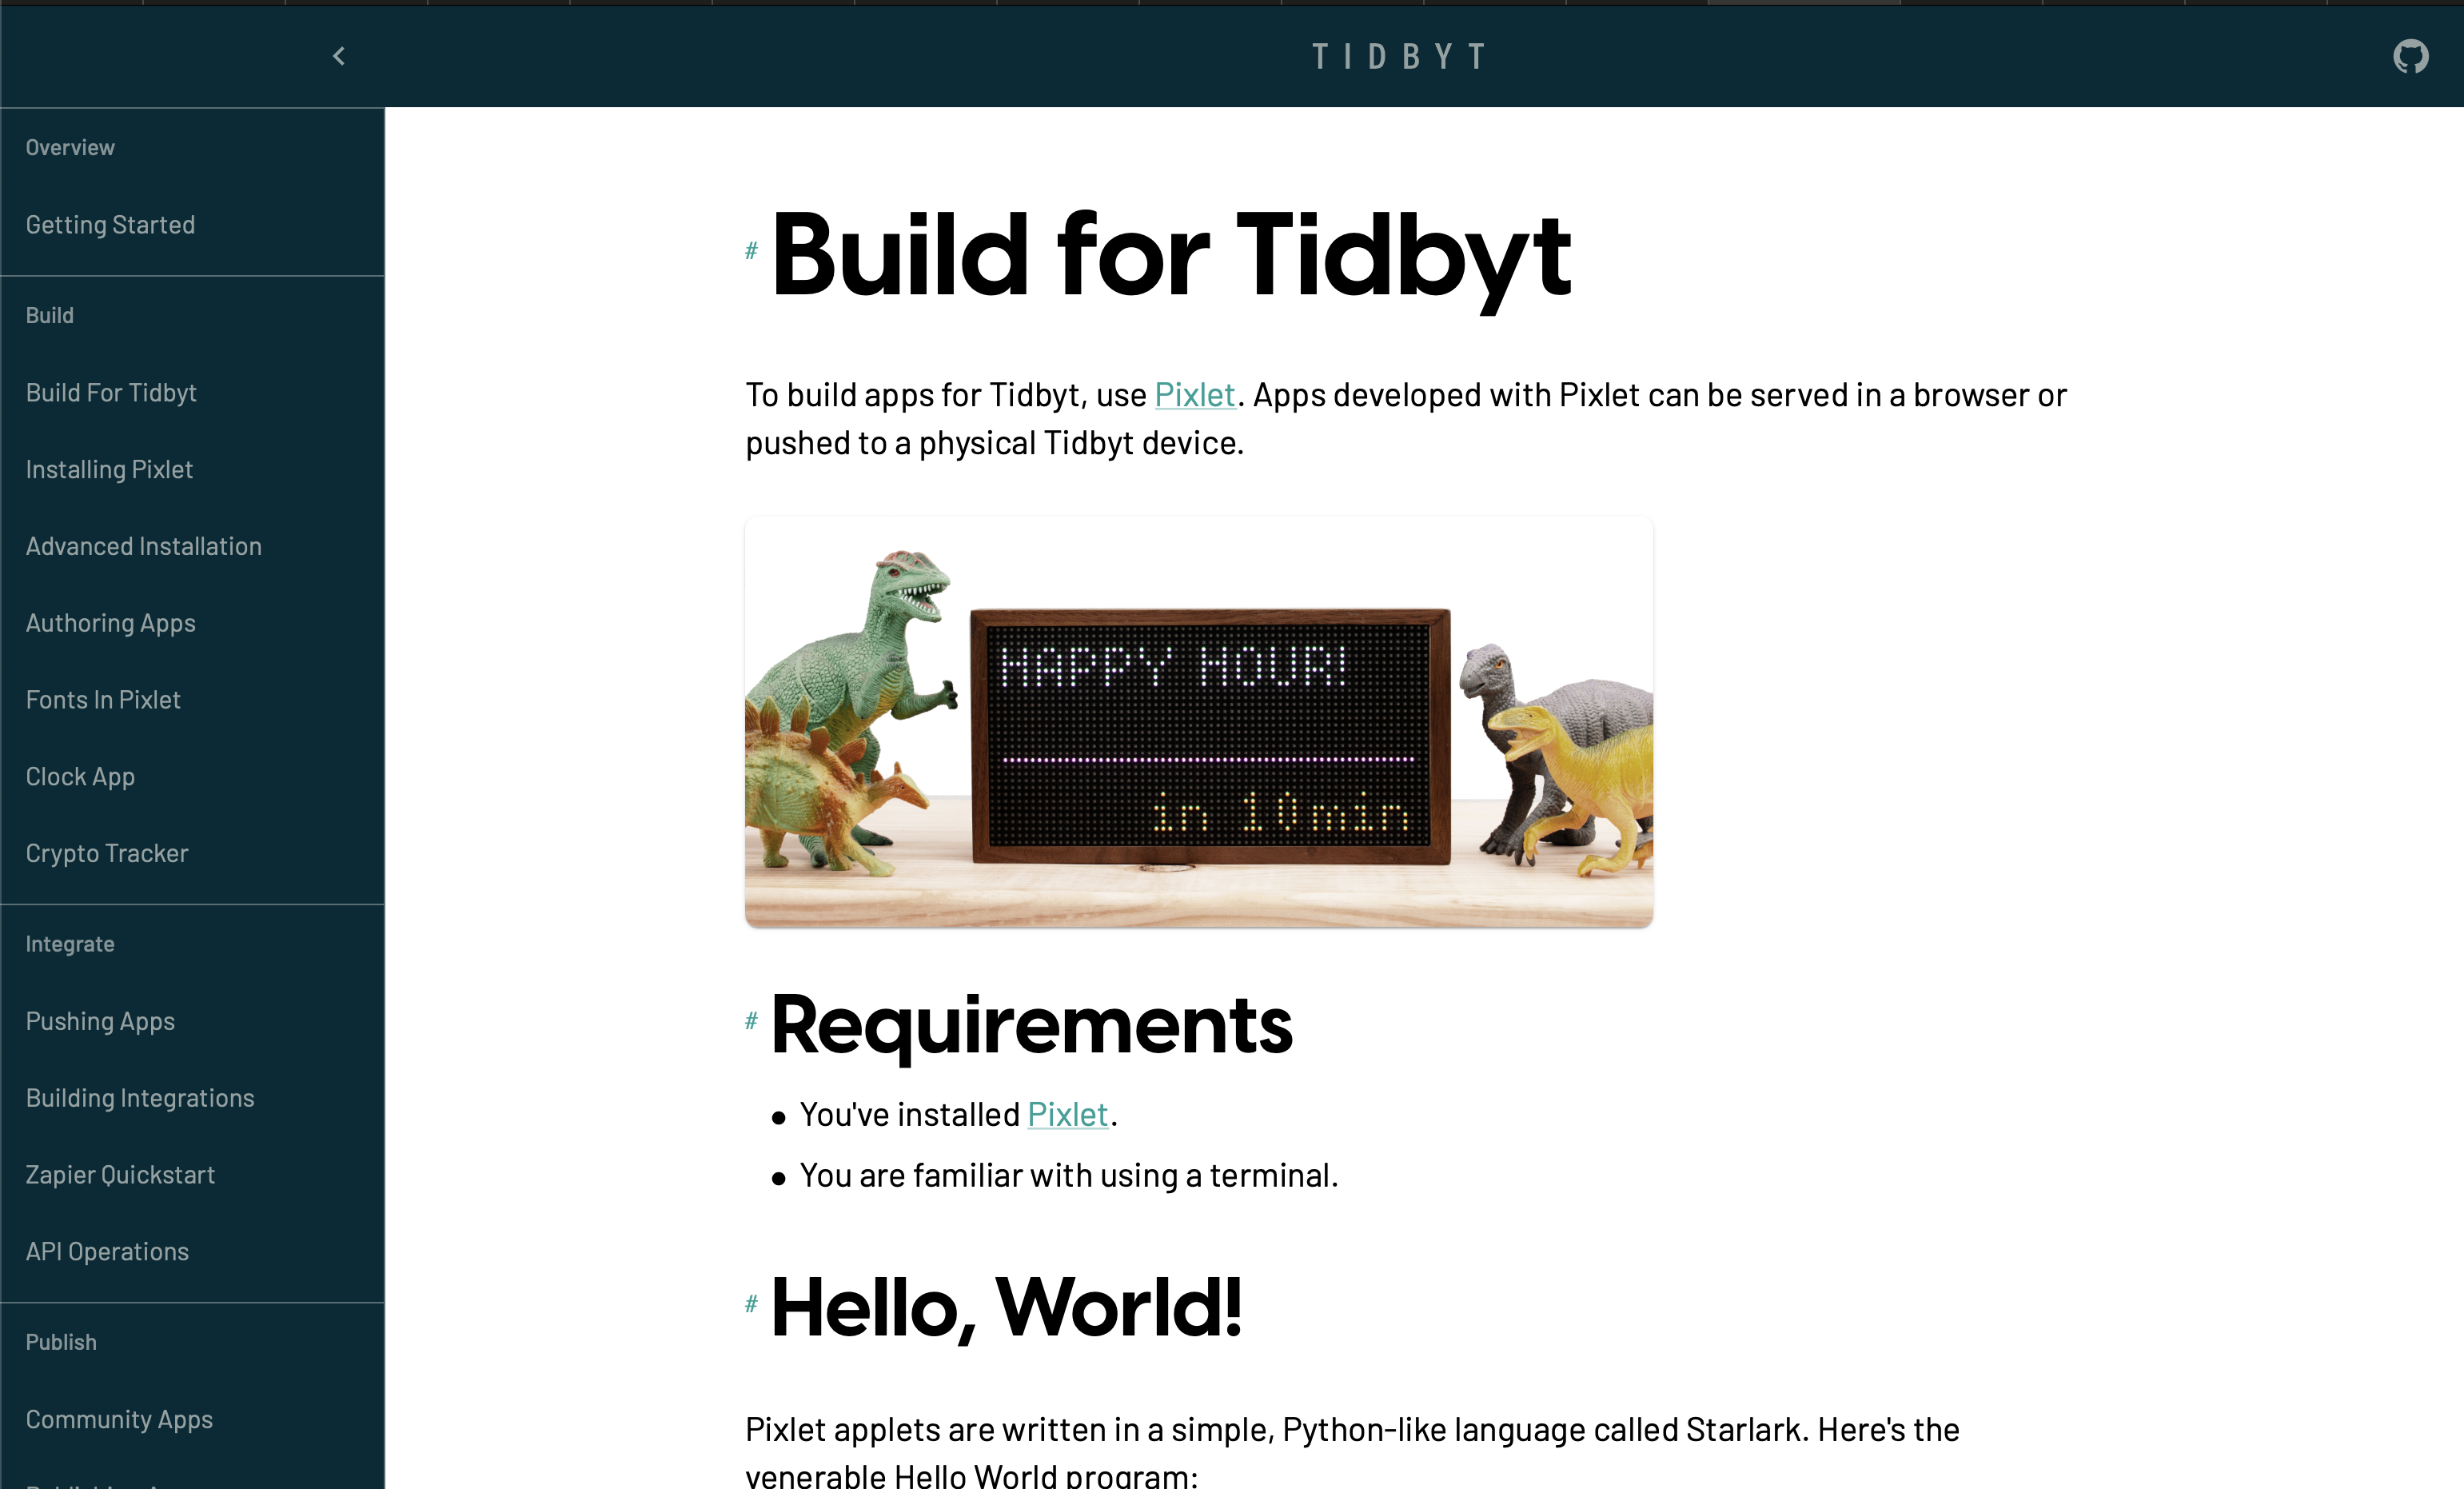 TIDBYT
Overview
Getting Started
Build
Build For Tidbyt
Installing Pixlet
Advanced Installation
Authoring Apps
Fonts In Pixlet
Clock App
Crypto Tracker
Integrate
Pushing Apps
Building Integrations
Zapier Quickstart
API Operations
Publish
Community Apps
# Build for Tidbyt
To build apps for Tidbyt, use Pixlet. Apps developed with Pixlet can be served in a browser or
pushed to a physical Tidbyt device.
HAPPY HOUR!
in 10min
# Requirements
• You've installed Pixlet.
• You are familiar with using a terminal.
# Hello, World!
Pixlet applets are written in a simple, Python-like language called Starlark. Here's the
venerable Hello World program: